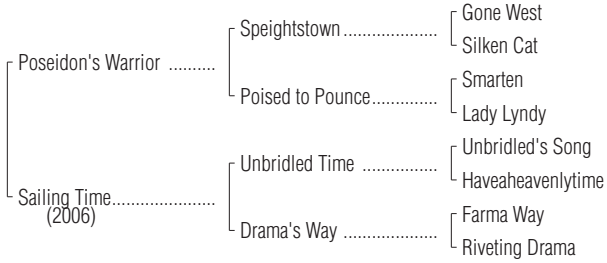 Gone West
Speightstown ....................
Silken Cat
Poseidon's Warrior ..........
Smarten
Poised to Pounce..............
Lady Lyndy
Unbridled's Song
Unbridled Time ................
Haveaheavenlytime
Sailing Time......................
(2006)
Farma Way
Drama's Way ....................
Riveting Drama